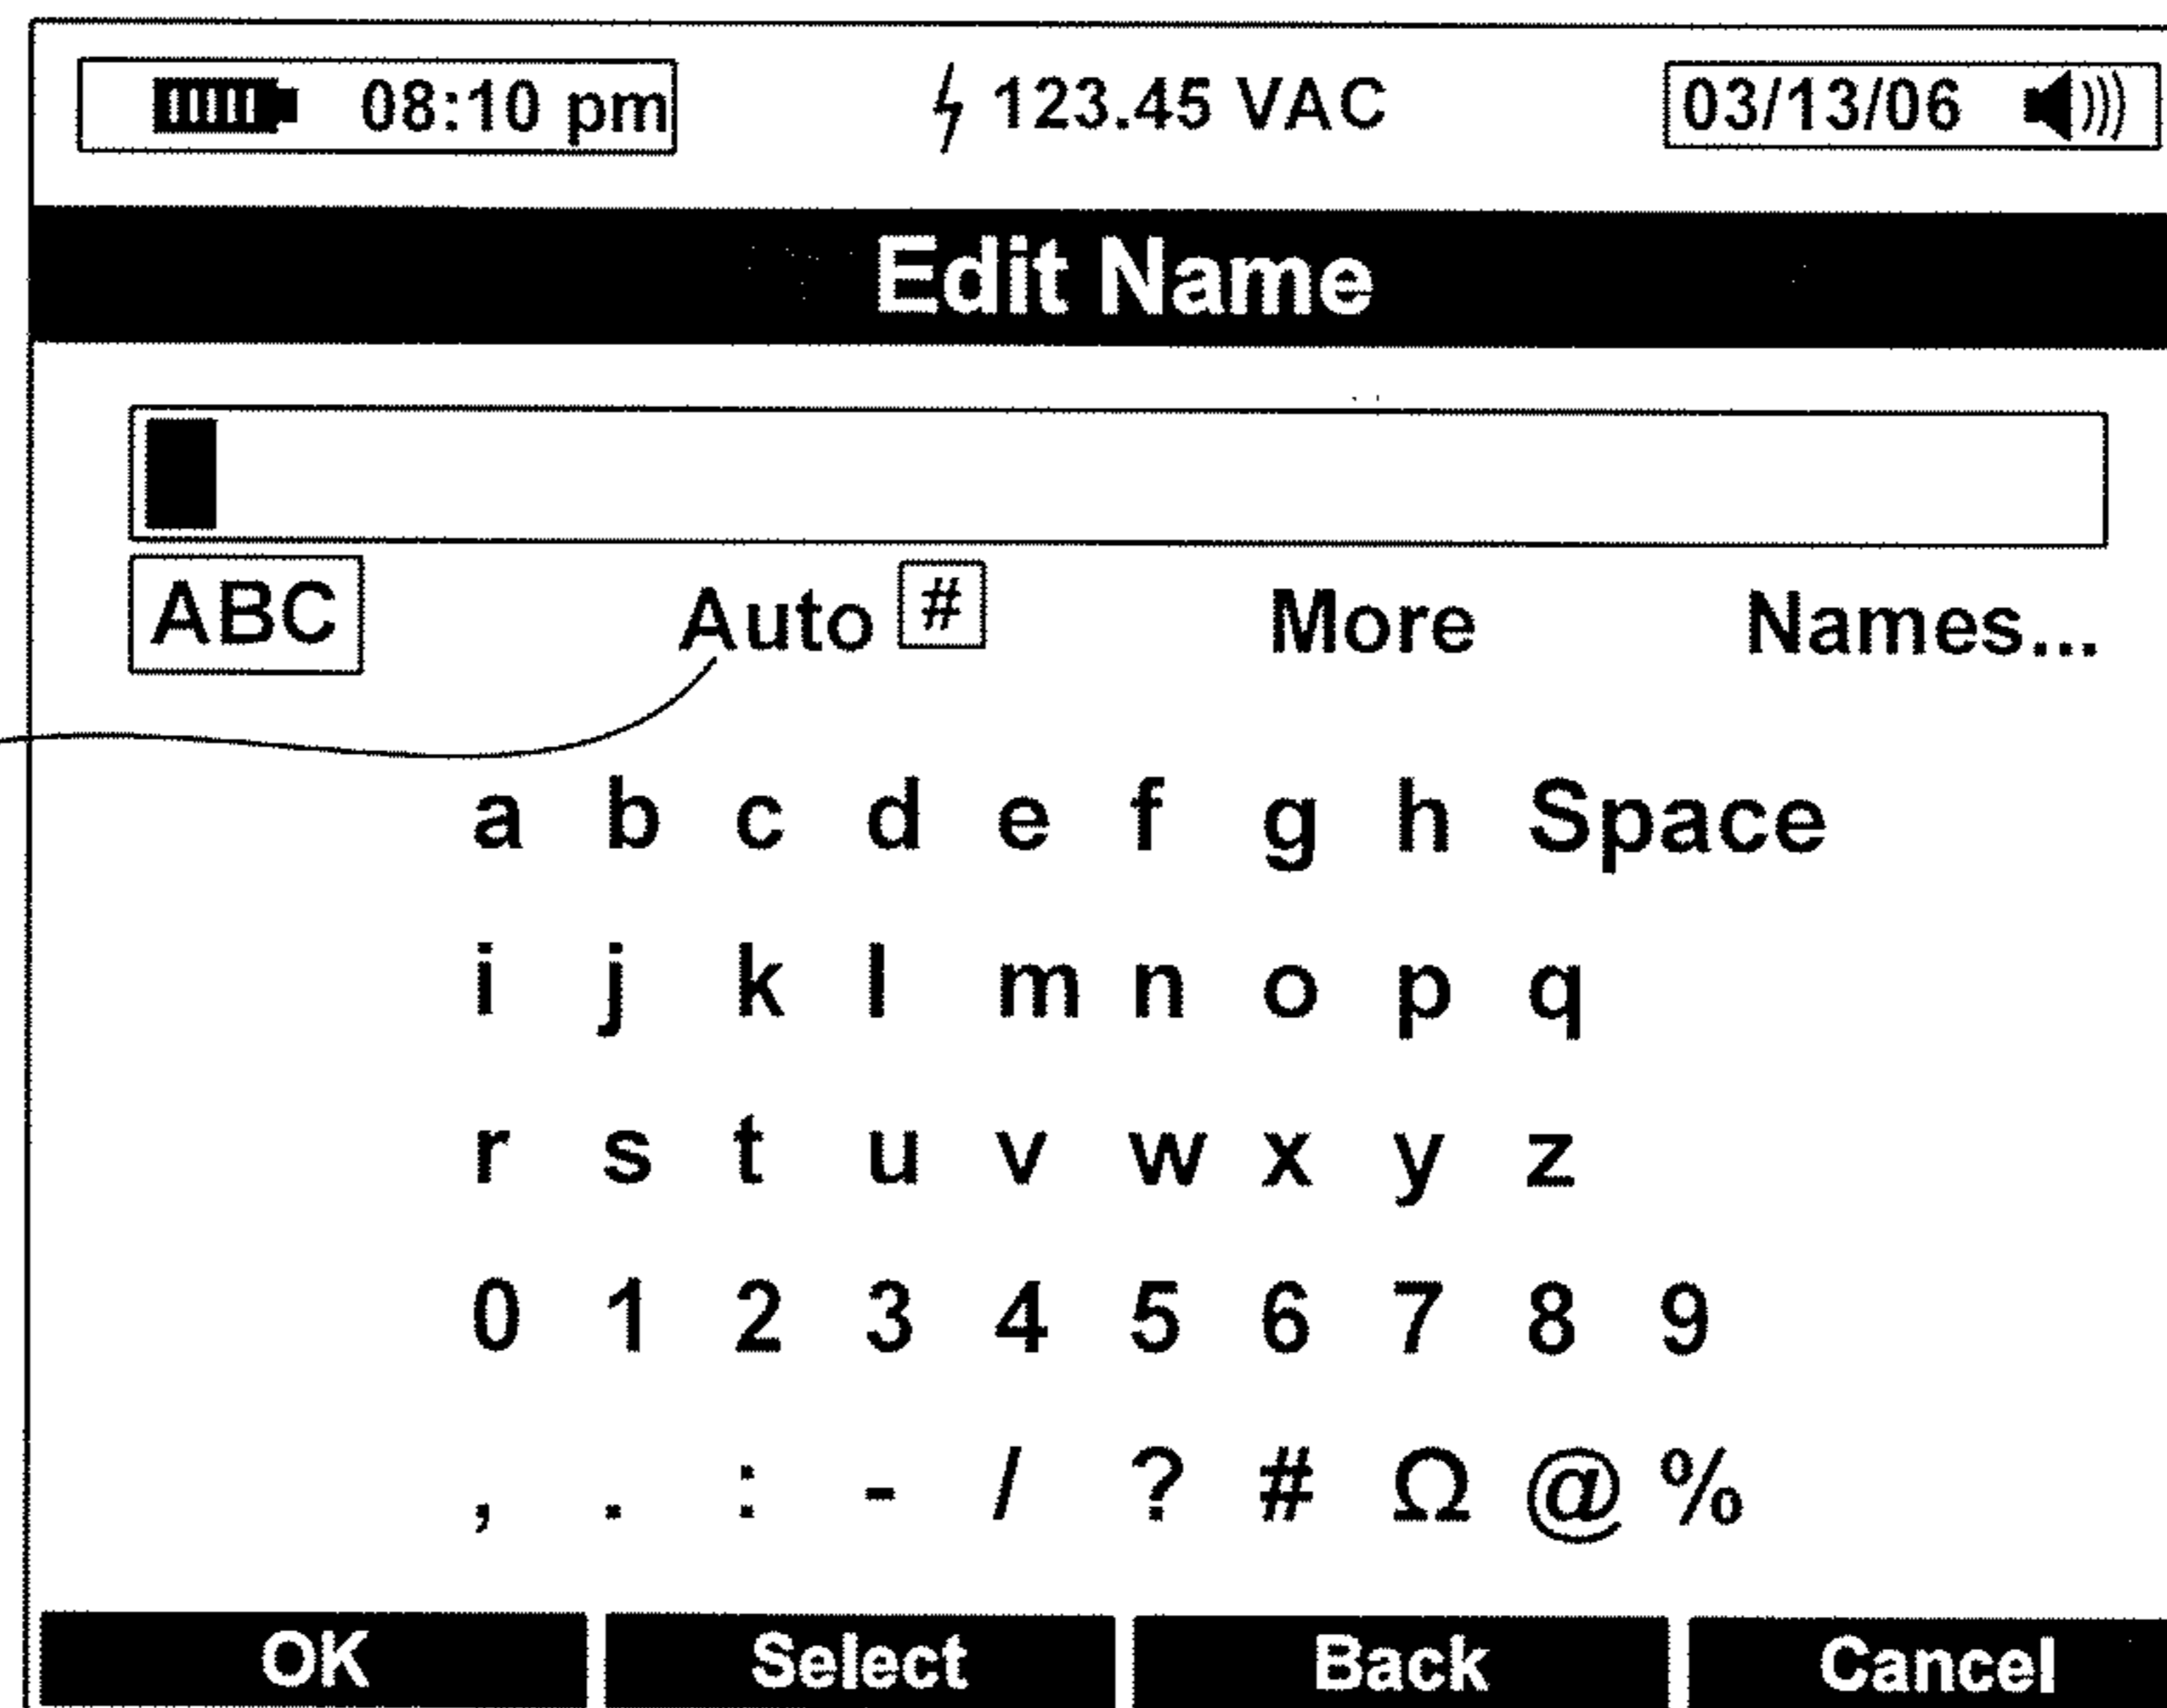 08:10 pm 123.45 VAC 03/13/06
Edit Name
ABC Auto # More Names...
a b c d e f g h Space
i j k l m n o p q
r s t u v w x y z
0 1 2 3 4 5 6 7 8 9
, . : - / ? # Ω @ %
OK Select Back Cancel